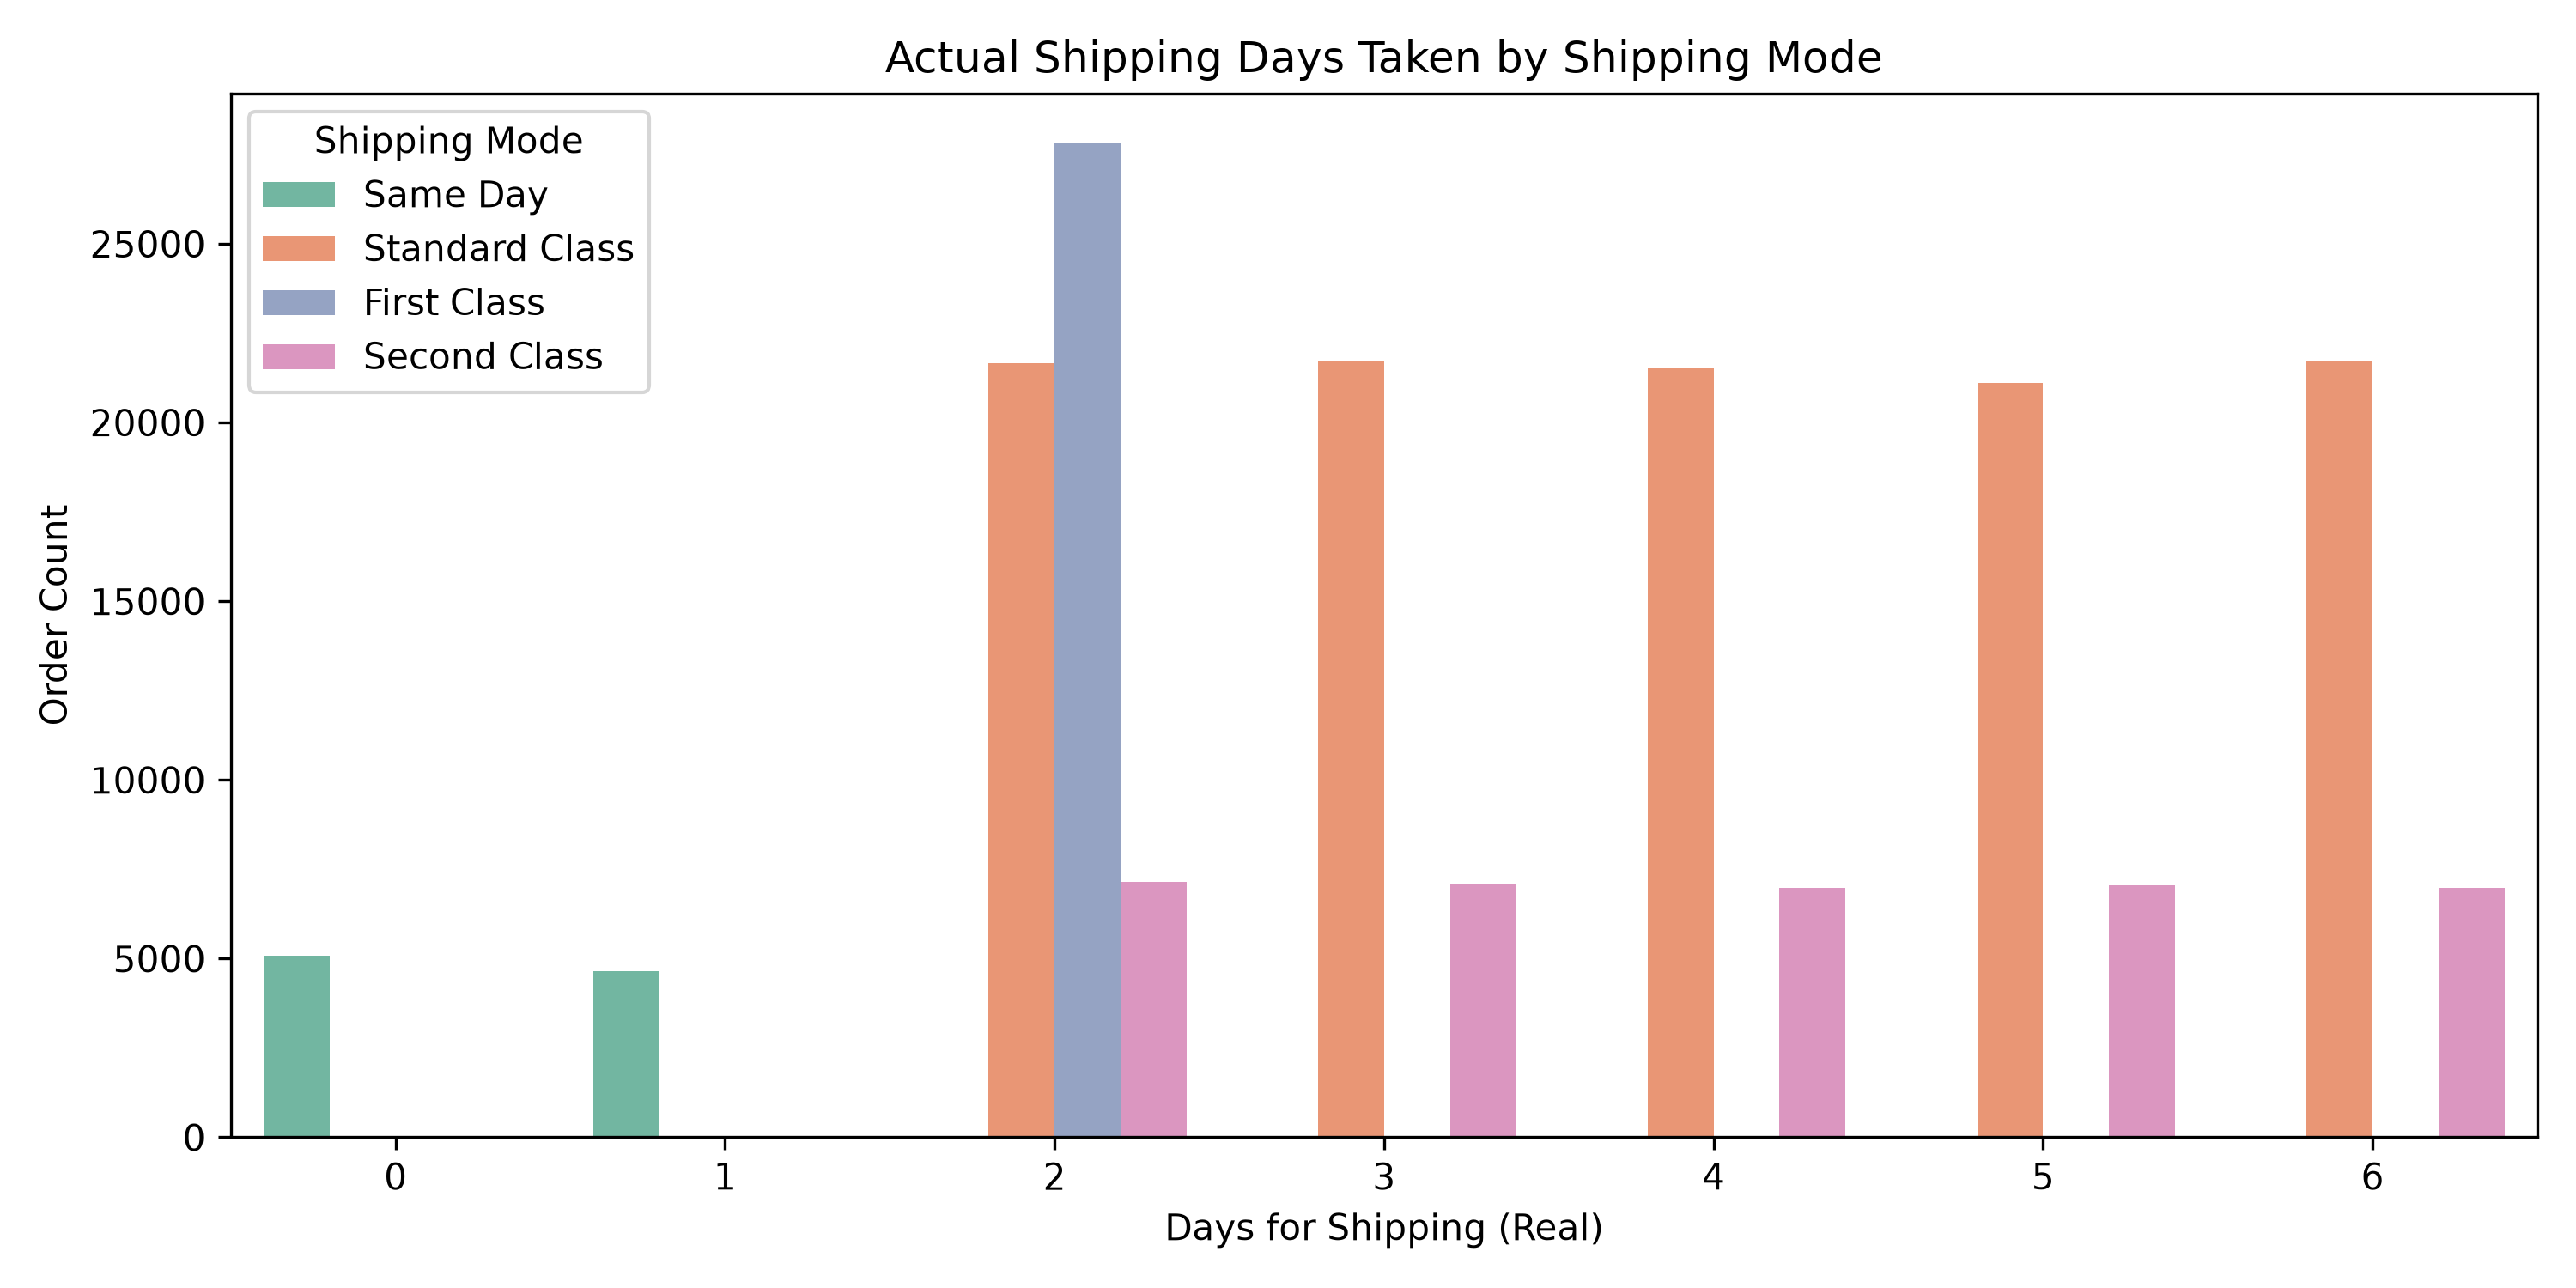 Actual Shipping Days Taken by Shipping Mode
Shipping Mode
Same Day
Standard Class
First Class
Second Class
Order Count
25000
20000
15000
10000
5000
0
0 1 2 3 4 5 6
Days for Shipping (Real)